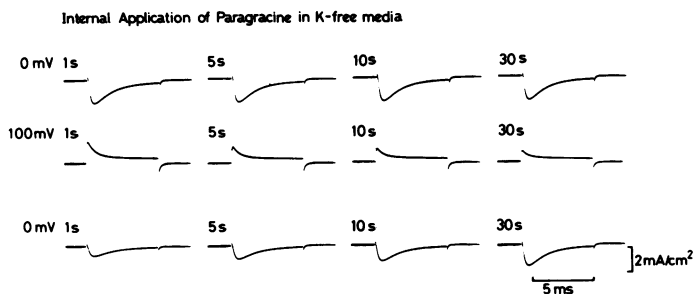 Internal Application of Paragracine in K-free media
0 mV 1s 5s 10s 30s
100mV 1s 5s 10s 30s
0 mV 1s 5s 10s 30s
2mA/cm²
5 ms